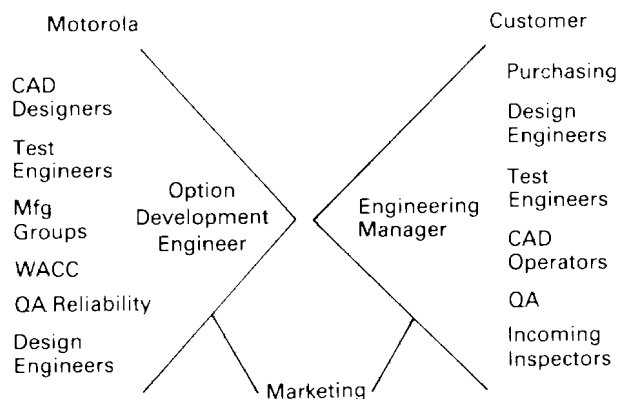 Motorola
CAD
Designers
Test
Engineers
Mfg
Groups
WACC
QA Reliability
Design
Engineers
Option
Development
Engineer
Marketing
Customer
Engineering
Manager
Purchasing
Design
Engineers
Test
Engineers
CAD
Operators
QA
Incoming
Inspectors